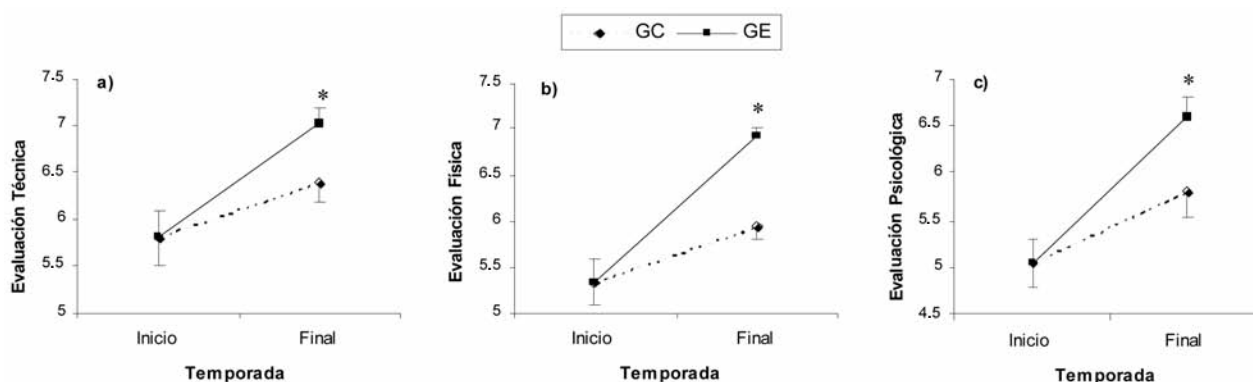 GC GE
a)
Evaluación Técnica
7.5
7
6.5
6
5.5
5
*
Inicio Final
Temporada
b)
Evaluación Física
7.5
7
6.5
6
5.5
5
*
Inicio Final
Temporada
c)
Evaluación Psicológica
7
6.5
6
5.5
5
4.5
*
Inicio Final
Temporada